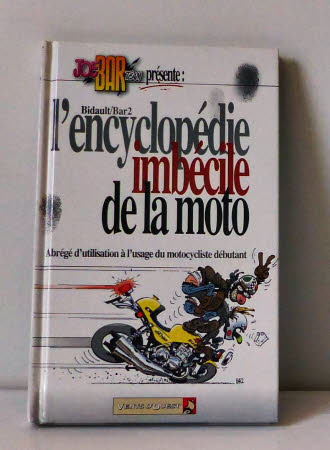 JOE BAR TEAM présente :
Bidault/Bar2
l'encyclopédie
imbécile
de la moto
Abrégé d'utilisation à l'usage du motocycliste débutant
BAR2
VENTS D'OUEST